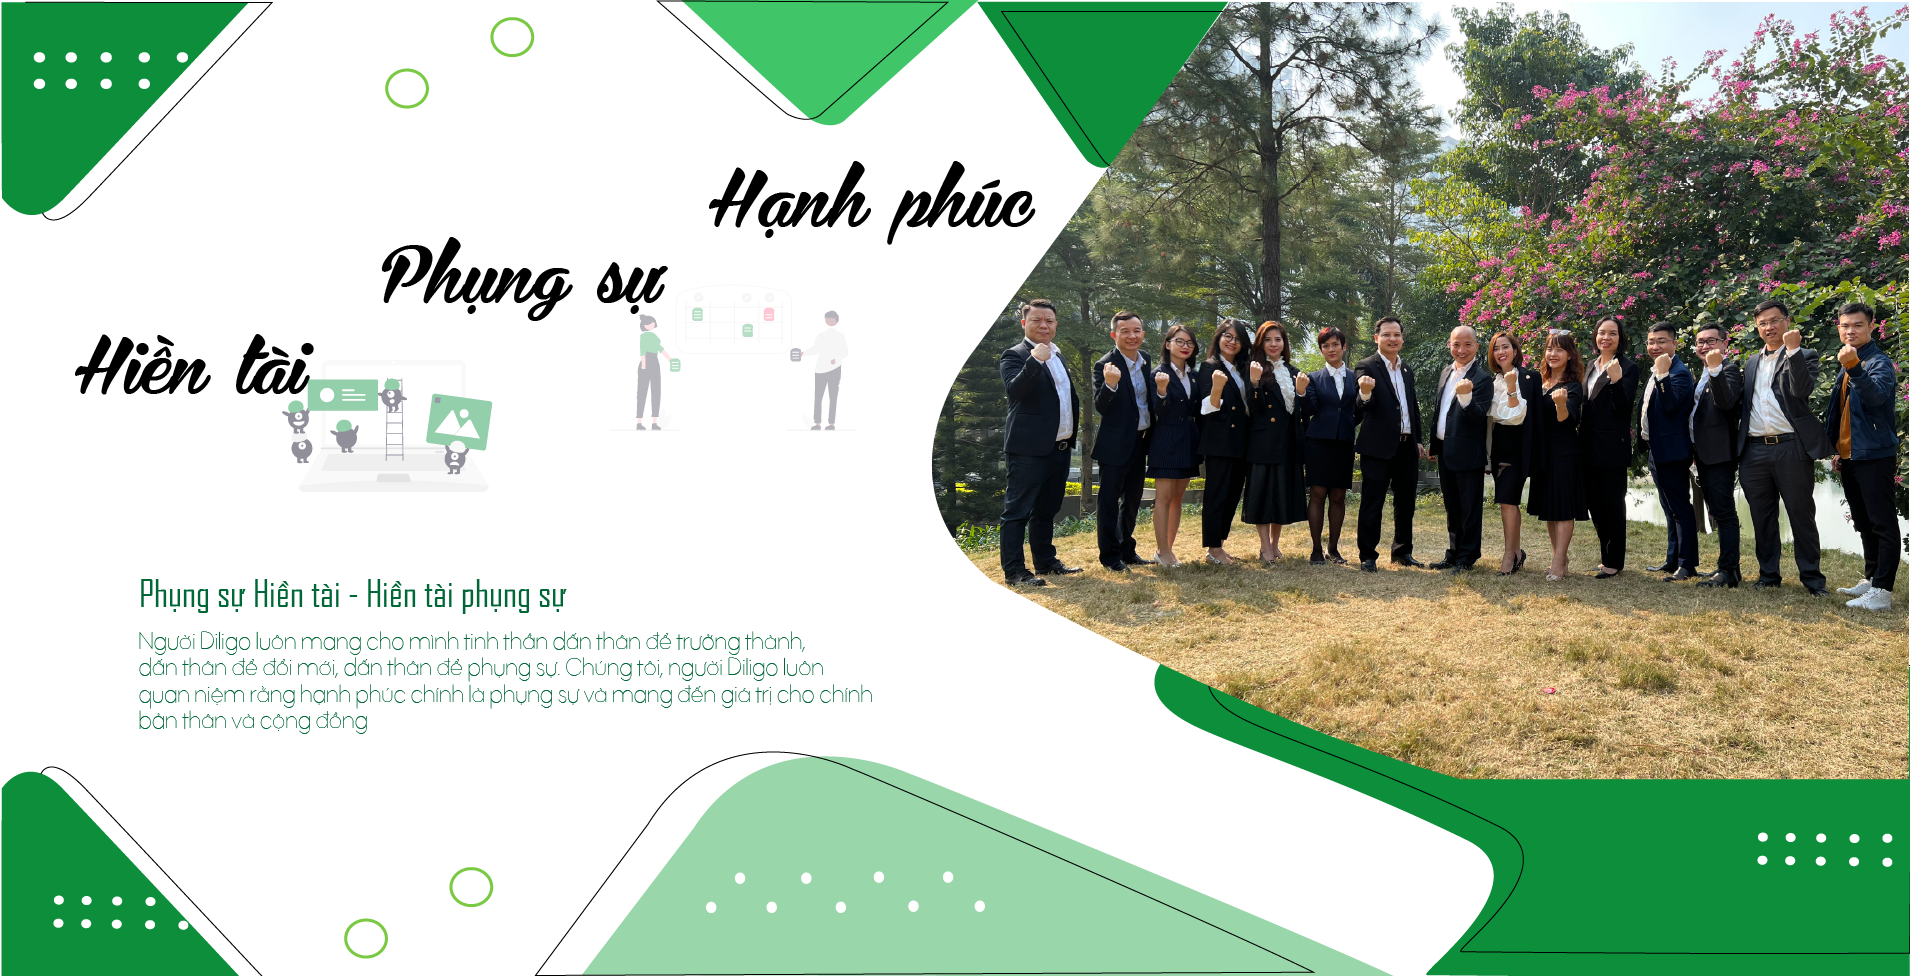 Hạnh phúc
Phụng sự
Hiền tài
Phụng sự Hiền tài - Hiền tài phụng sự
Người Diligo luôn mang cho mình tinh thần dấn thân để trưởng thành,
dấn thân để đổi mới, dấn thân để phụng sự. Chúng tôi, người Diligo luôn
quan niệm rằng hạnh phúc chính là phụng sự và mang đến giá trị cho chính
bản thân và cộng đồng